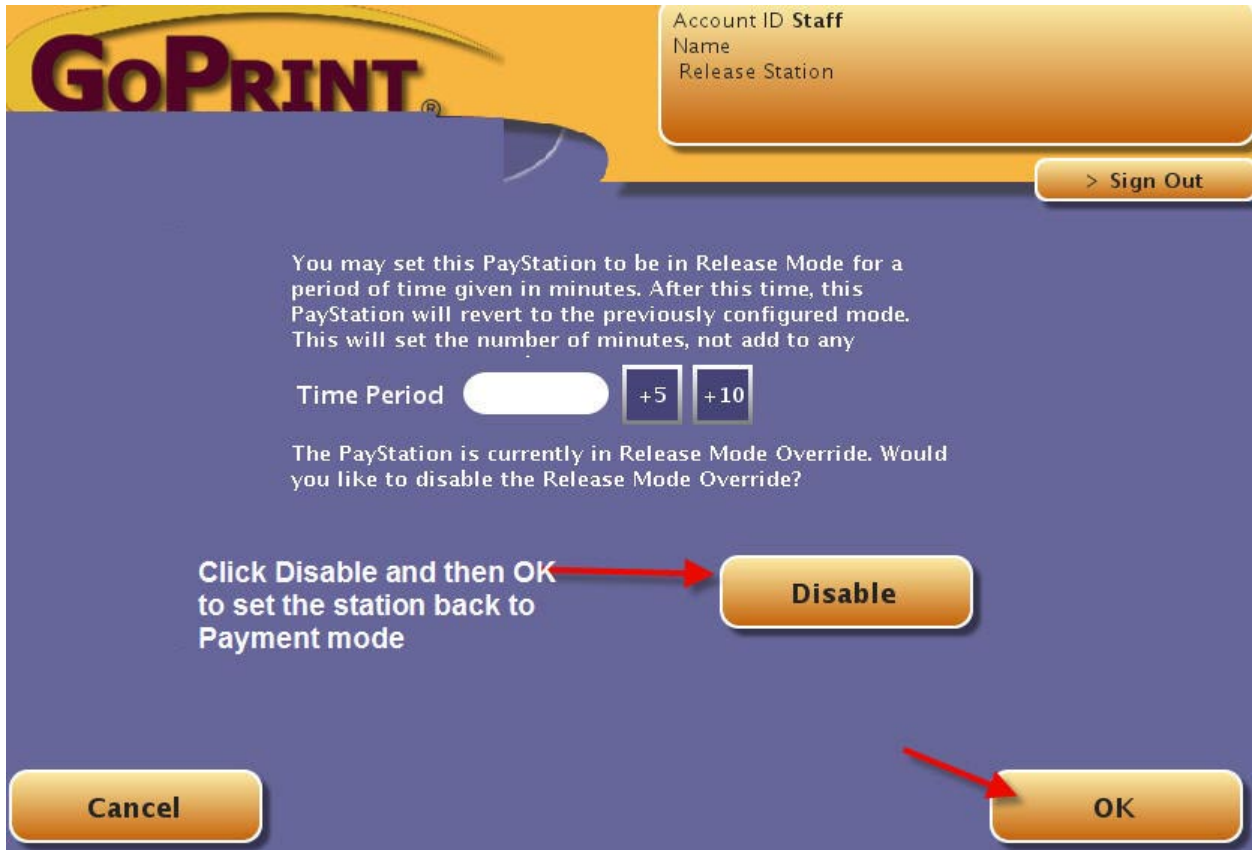 GOPRINT®
Account ID Staff
Name
Release Station
> Sign Out
You may set this PayStation to be in Release Mode for a
period of time given in minutes. After this time, this
PayStation will revert to the previously configured mode.
This will set the number of minutes, not add to any
Time Period +5 +10
The PayStation is currently in Release Mode Override. Would
you like to disable the Release Mode Override?
Click Disable and then OK
to set the station back to
Payment mode
Disable
Cancel
OK